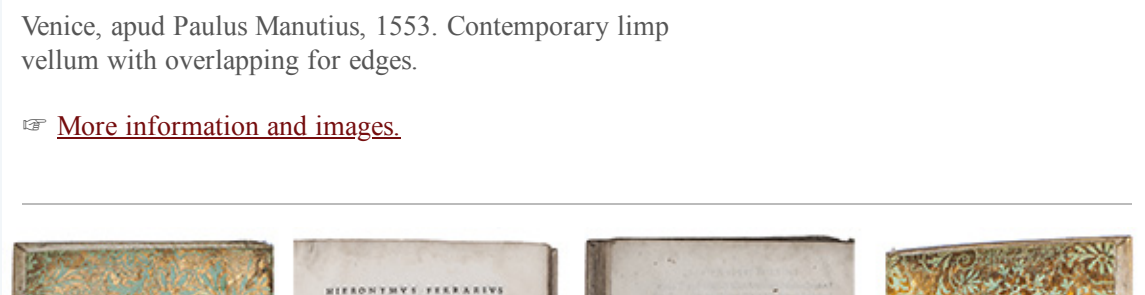 Venice, apud Paulus Manutius, 1553. Contemporary limp
vellum with overlapping for edges.
☞ More information and images.
HIERONYMVS FERRARIVS